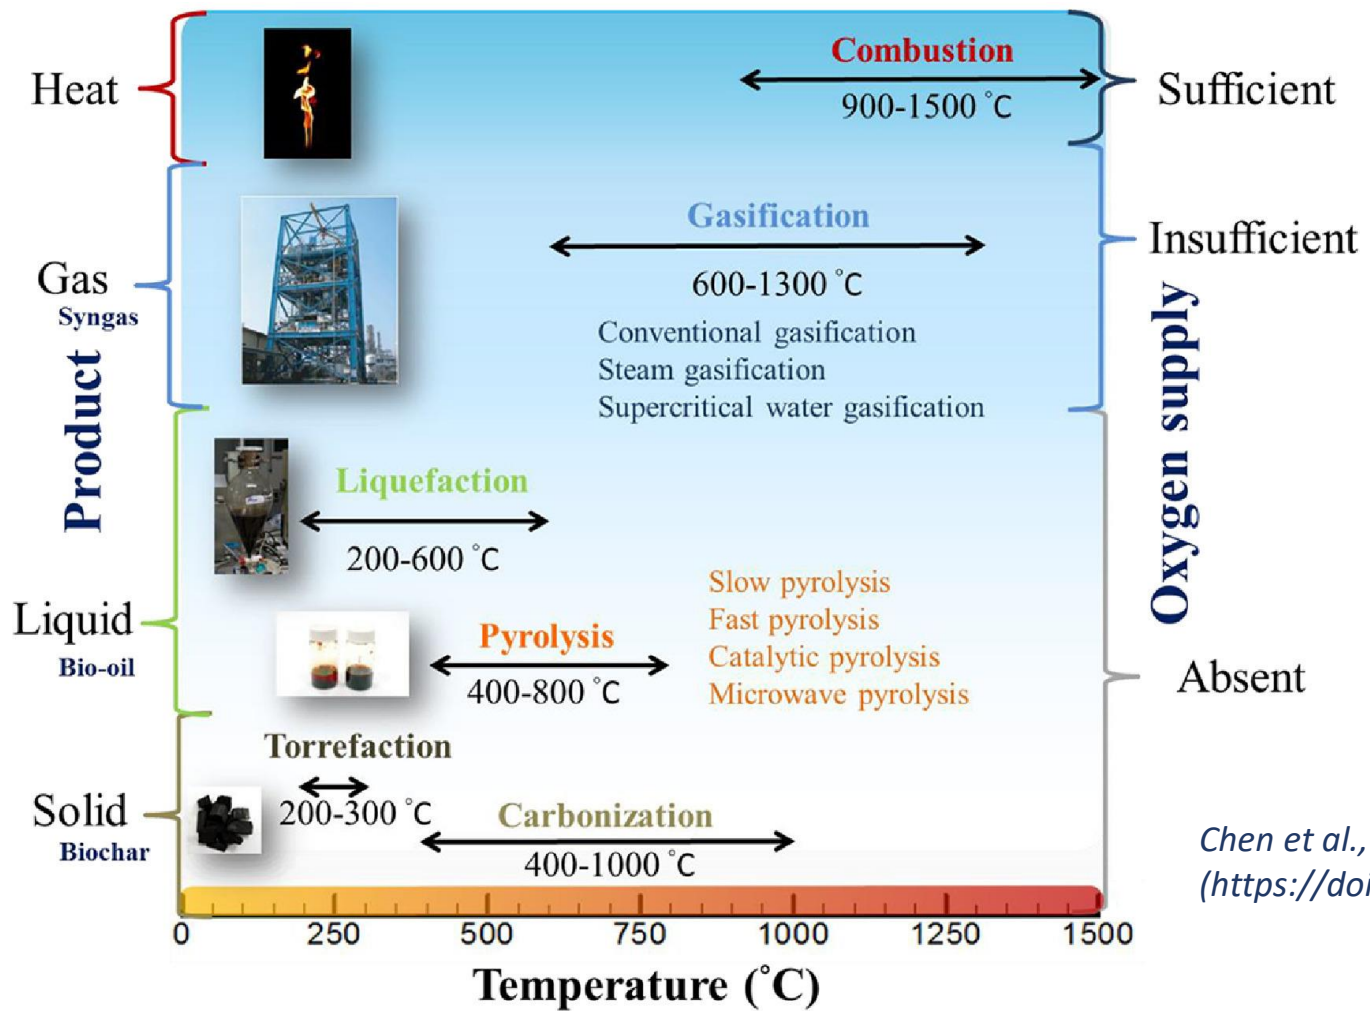 Heat
Combustion
900-1500 °C
Sufficient
Gas
Syngas
Gasification
600-1300 °C
Conventional gasification
Steam gasification
Supercritical water gasification
Insufficient
Product
Oxygen supply
Liquefaction
200-600 °C
Liquid
Bio-oil
Pyrolysis
400-800 °C
Slow pyrolysis
Fast pyrolysis
Catalytic pyrolysis
Microwave pyrolysis
Absent
Solid
Biochar
Torrefaction
200-300 °C
Carbonization
400-1000 °C
Chen et al.,
(https://doi
0 250 500 750 1000 1250 1500
Temperature (°C)